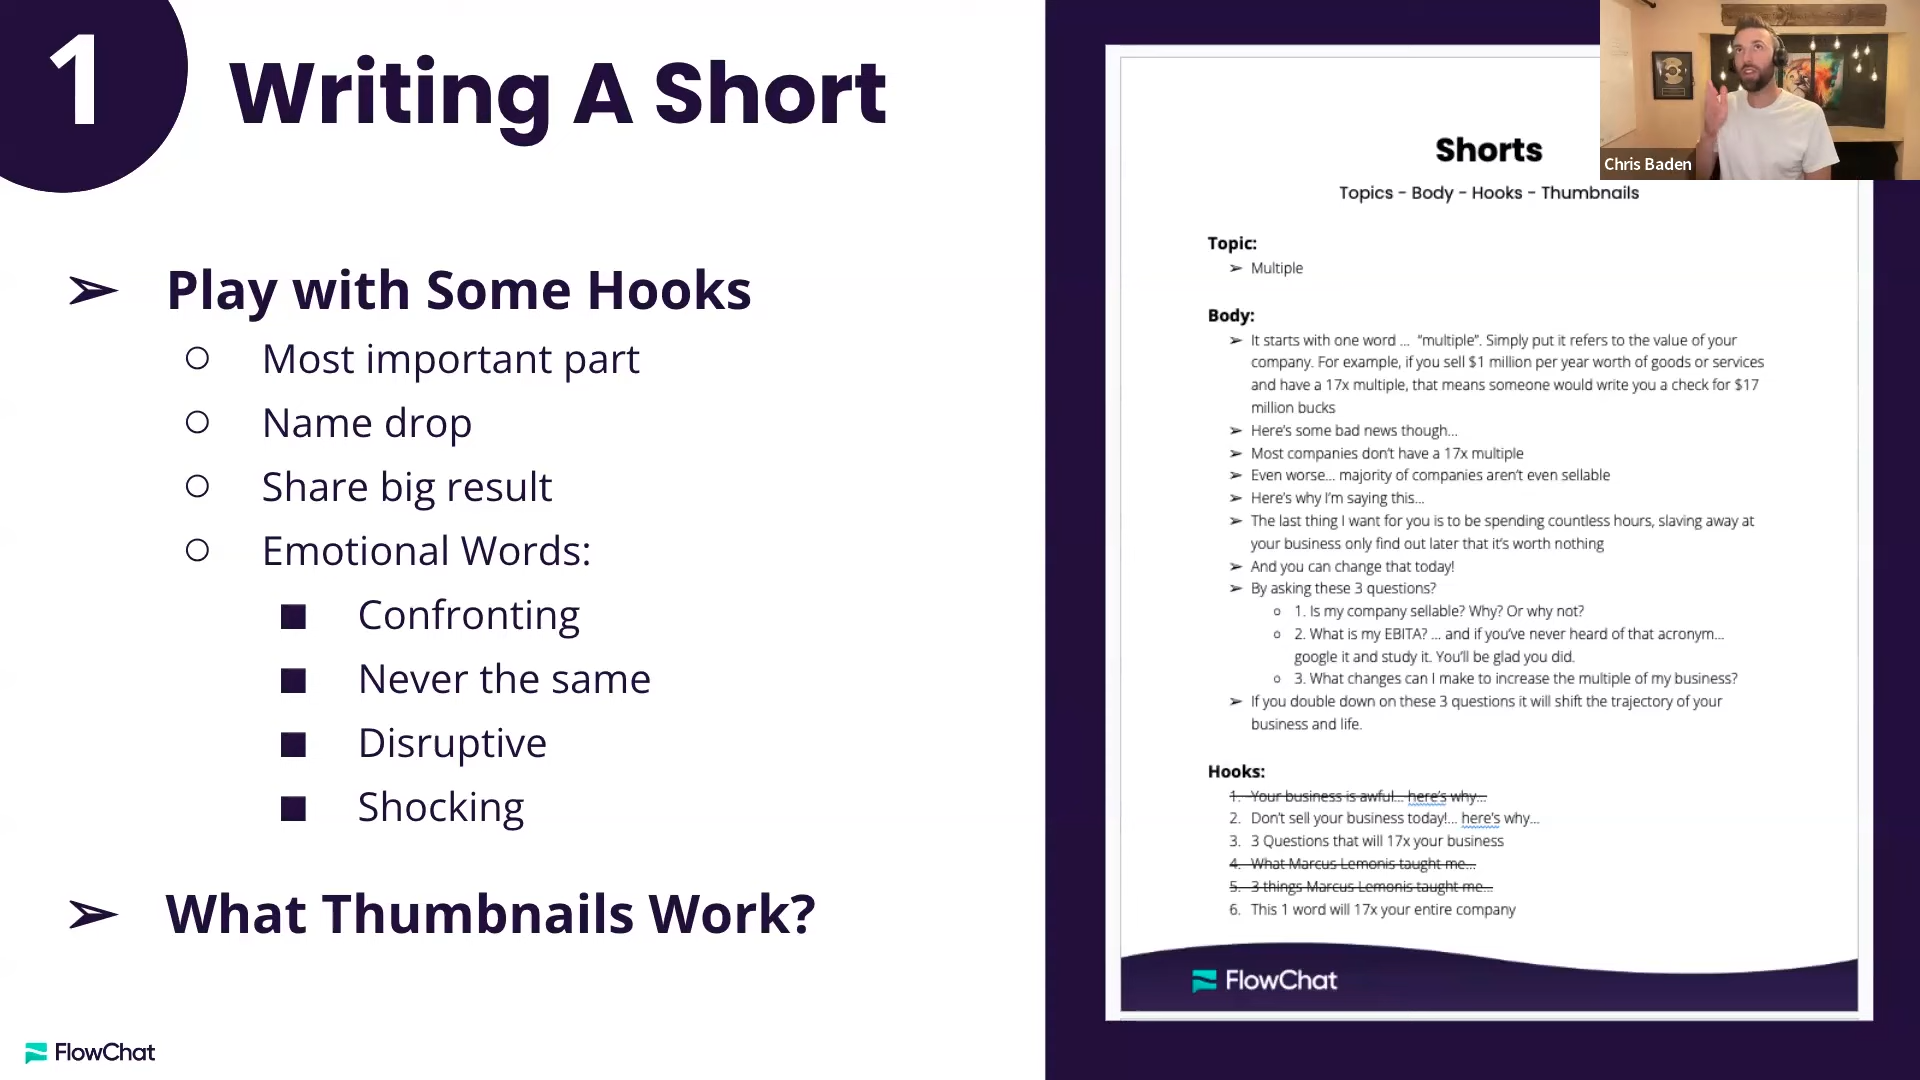 1
Writing A Short
➢ Play with Some Hooks
○ Most important part
○ Name drop
○ Share big result
○ Emotional Words:
■ Confronting
■ Never the same
■ Disruptive
■ Shocking
➢ What Thumbnails Work?
FlowChat
Shorts
Topics - Body - Hooks - Thumbnails
Topic:
➢ Multiple
Body:
➢ It starts with one word ... "multiple". Simply put it refers to the value of your
company. For example, if you sell $1 million per year worth of goods or services
and have a 17x multiple, that means someone would write you a check for $17
million bucks
➢ Here's some bad news though...
➢ Most companies don't have a 17x multiple
➢ Even worse... majority of companies aren't even sellable
➢ Here's why I'm saying this...
➢ The last thing I want for you is to be spending countless hours, slaving away at
your business only find out later that it's worth nothing
➢ And you can change that today!
➢ By asking these 3 questions?
○ 1. Is my company sellable? Why? Or why not?
○ 2. What is my EBITA? ... and if you've never heard of that acronym...
google it and study it. You'll be glad you did.
○ 3. What changes can I make to increase the multiple of my business?
➢ If you double down on these 3 questions it will shift the trajectory of your
business and life.
Hooks:
1. Your business is awful... here's why...
2. Don't sell your business today!... here's why...
3. 3 Questions that will 17x your business
4. What Marcus Lemonis taught me...
5. 3 things Marcus Lemonis taught me...
6. This 1 word will 17x your entire company
FlowChat
Chris Baden